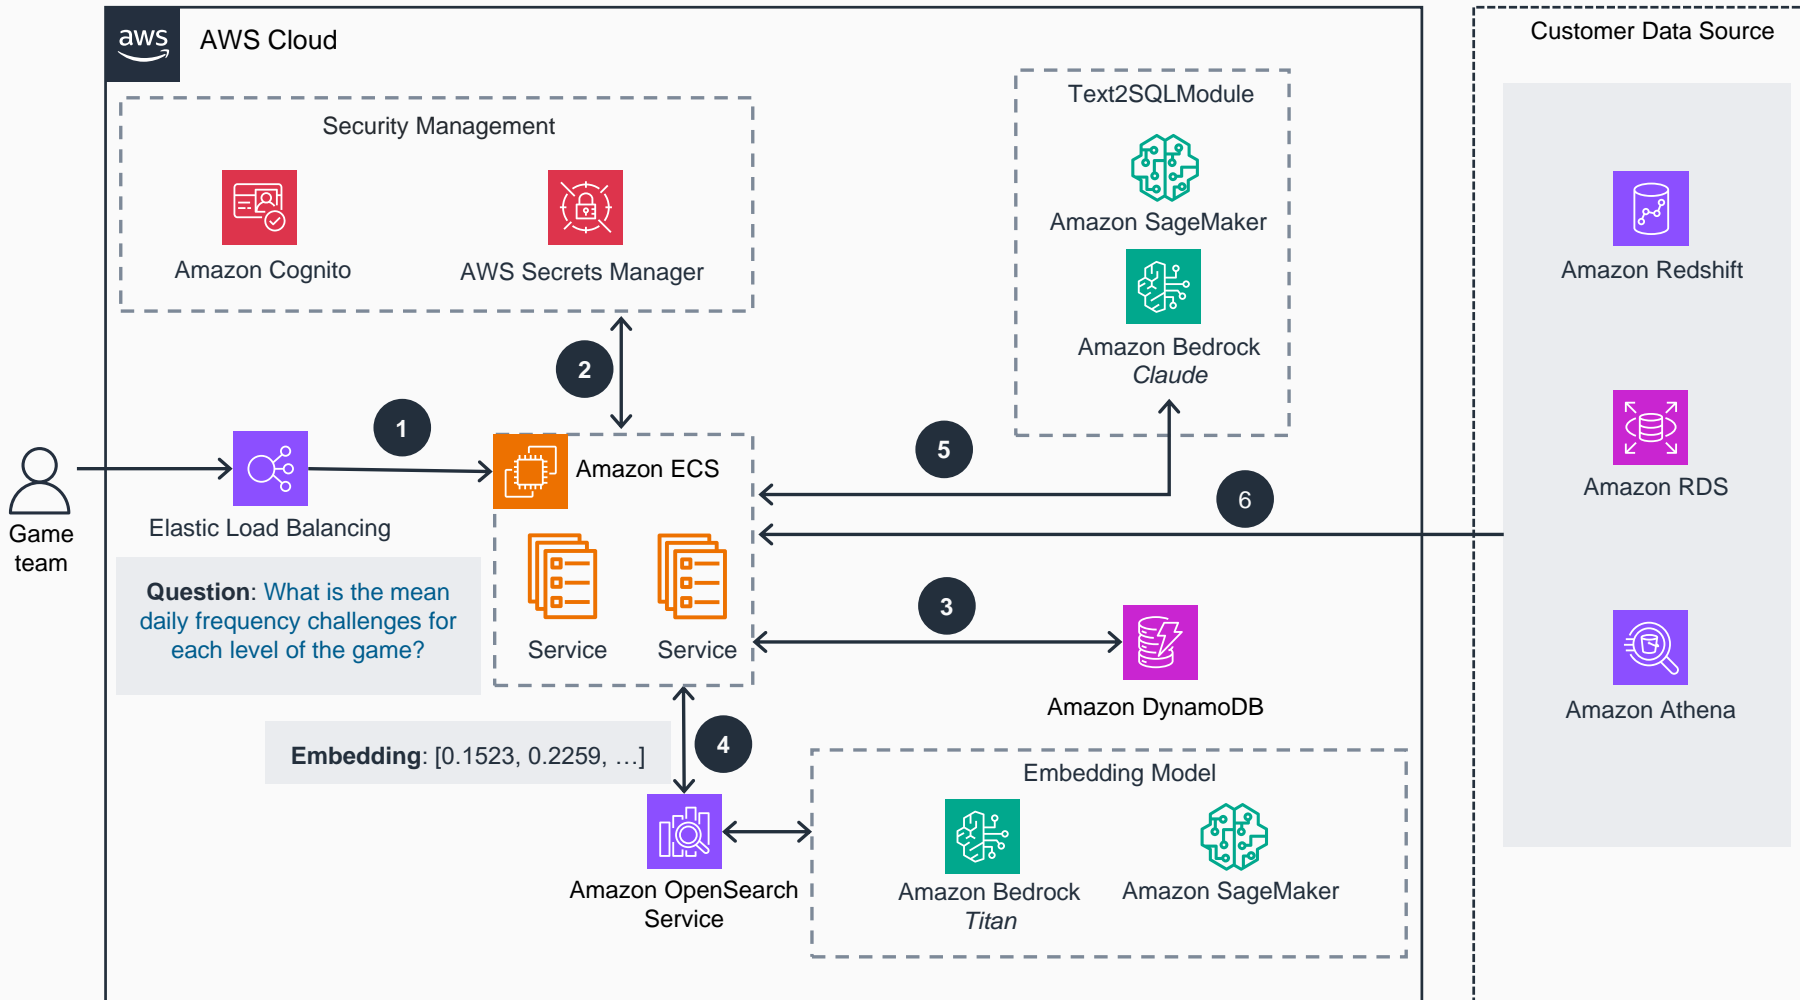 aws
AWS Cloud
Customer Data Source
Security Management
Amazon Cognito
AWS Secrets Manager
Text2SQLModule
Amazon SageMaker
Amazon Bedrock
Claude
Amazon Redshift
Amazon RDS
Amazon Athena
2
1
5
6
Game
team
Elastic Load Balancing
Amazon ECS
Service
Service
Question: What is the mean
daily frequency challenges for
each level of the game?
3
Amazon DynamoDB
4
Embedding: [0.1523, 0.2259, …]
Amazon OpenSearch
Service
Embedding Model
Amazon Bedrock
Titan
Amazon SageMaker